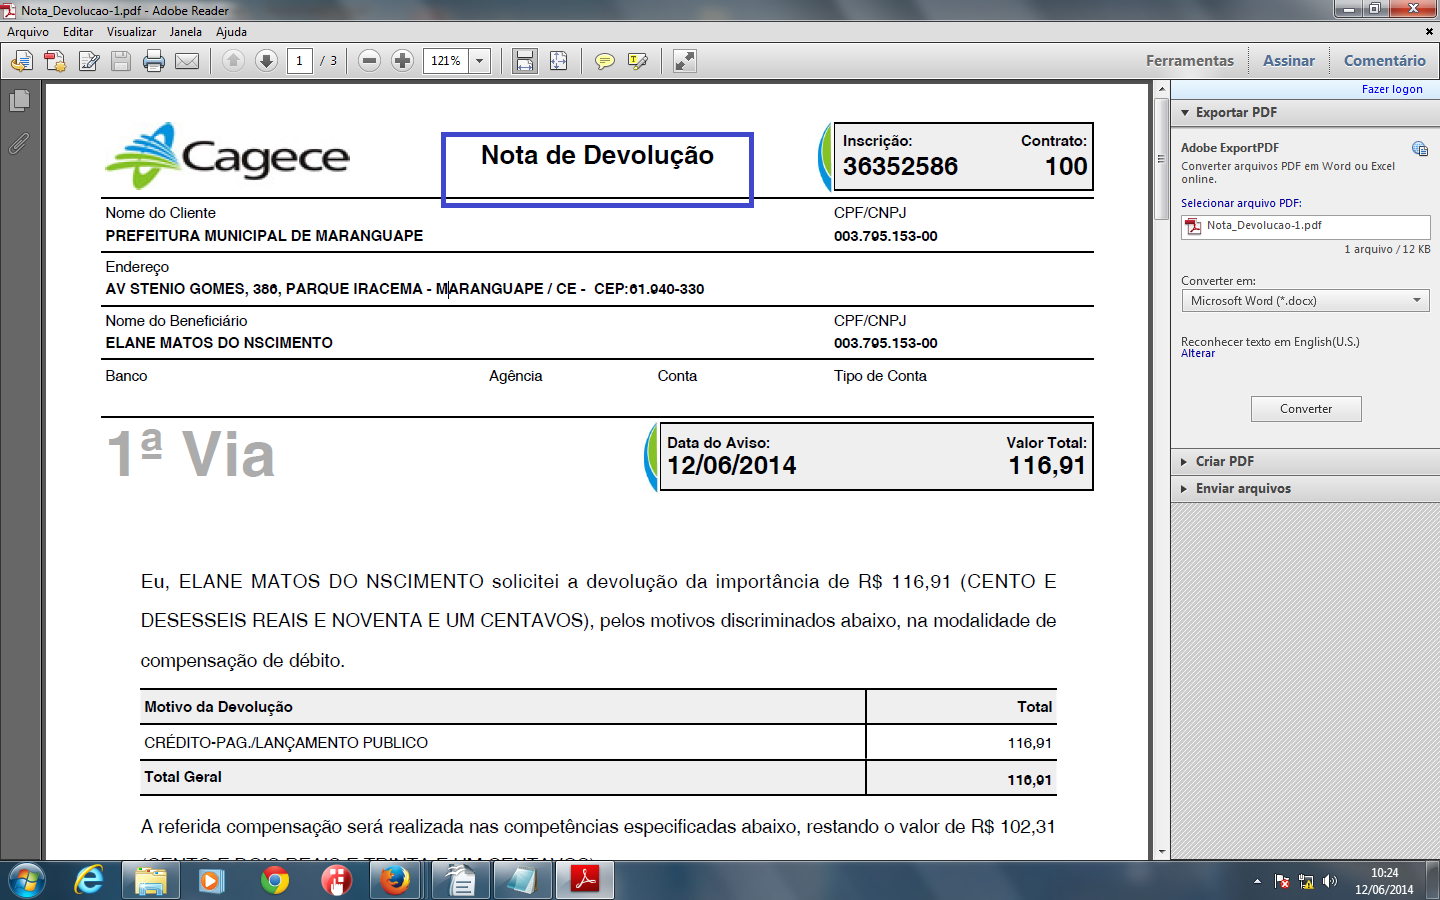 Nota_Devolucao-1.pdf - Adobe Reader
Arquivo Editar Visualizar Janela Ajuda
1 / 3 121% Ferramentas Assinar Comentário
Fazer logon
Cagece
Nota de Devolução
Inscrição: Contrato:
36352586 100
Nome do Cliente CPF/CNPJ
PREFEITURA MUNICIPAL DE MARANGUAPE 003.795.153-00
Endereço
AV STENIO GOMES, 386, PARQUE IRACEMA - MARANGUAPE / CE - CEP:61.940-330
Nome do Beneficiário CPF/CNPJ
ELANE MATOS DO NSCIMENTO 003.795.153-00
Banco Agência Conta Tipo de Conta
1ª Via
Data do Aviso: Valor Total:
12/06/2014 116,91
Eu, ELANE MATOS DO NSCIMENTO solicitei a devolução da importância de R$ 116,91 (CENTO E
DESESSEIS REAIS E NOVENTA E UM CENTAVOS), pelos motivos discriminados abaixo, na modalidade de
compensação de débito.
Motivo da Devolução Total
CRÉDITO-PAG./LANÇAMENTO PUBLICO 116,91
Total Geral 116,91
A referida compensação será realizada nas competências especificadas abaixo, restando o valor de R$ 102,31
(CENTO E DOIS REAIS E TRINTA E UM CENTAVOS)
Exportar PDF
Adobe ExportPDF
Converter arquivos PDF em Word ou Excel
online.
Selecionar arquivo PDF:
Nota_Devolucao-1.pdf
1 arquivo / 12 KB
Converter em:
Microsoft Word (*.docx)
Reconhecer texto em English(U.S.)
Alterar
Converter
Criar PDF
Enviar arquivos
10:24
12/06/2014